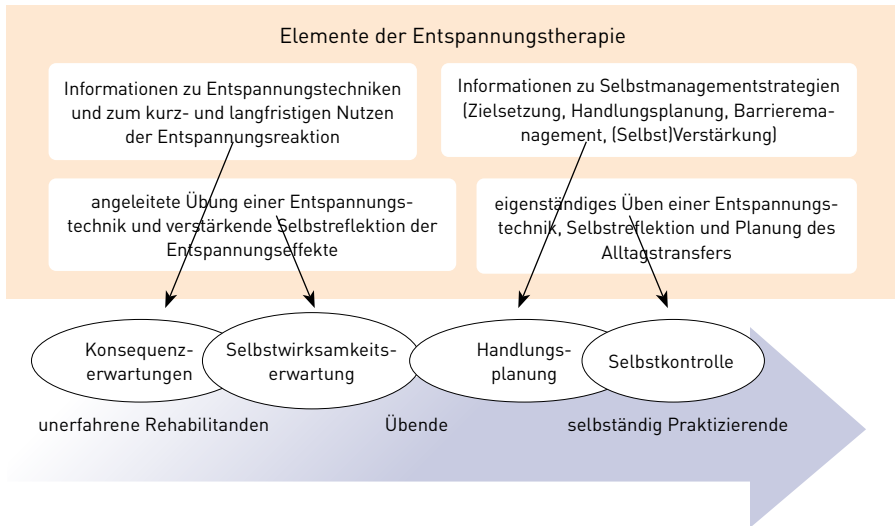 Elemente der Entspannungstherapie
Informationen zu Entspannungstechniken
und zum kurz- und langfristigen Nutzen
der Entspannungsreaktion
Informationen zu Selbstmanagementstrategien
(Zielsetzung, Handlungsplanung, Barrierema-
nagement, (Selbst)Verstärkung)
angeleitete Übung einer Entspannungs-
technik und verstärkende Selbstreflektion der
Entspannungseffekte
eigenständiges Üben einer Entspannungs-
technik, Selbstreflektion und Planung des
Alltagstransfers
Konsequenz-
erwartungen
Selbstwirksamkeits-
erwartung
Handlungs-
planung
Selbstkontrolle
unerfahrene Rehabilitanden
Übende
selbständig Praktizierende